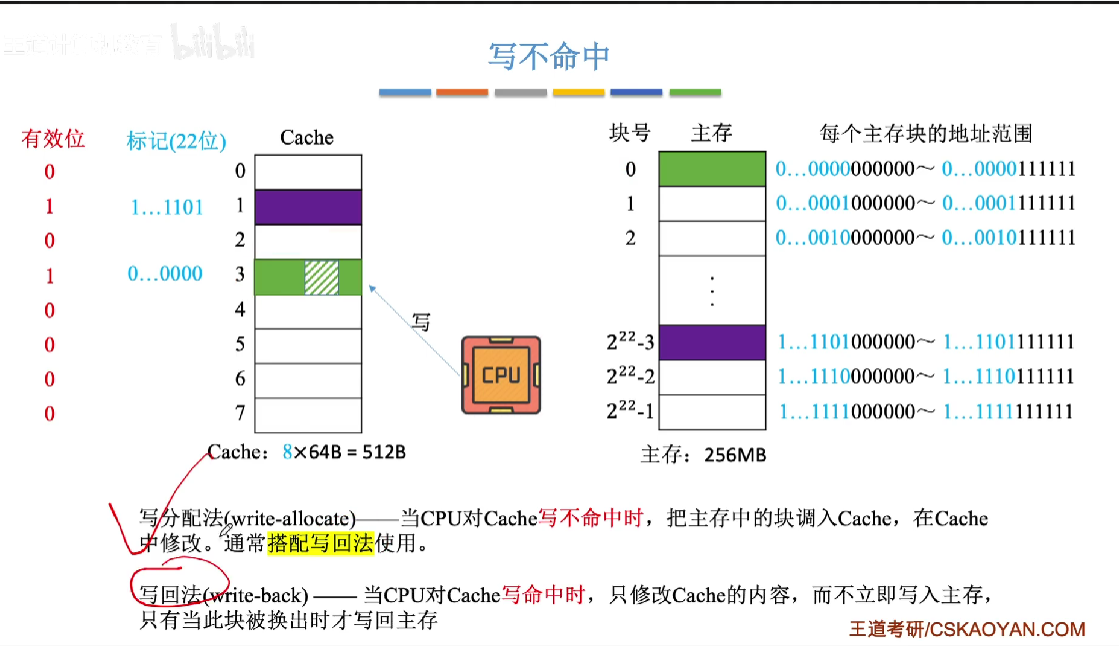 bilibili
写不命中
有效位 标记(22位) Cache 块号 主存 每个主存块的地址范围
0 0 0 0…0000000000～ 0…0000111111
1 1…1101 1 1 0…0001000000～ 0…0001111111
0 2 2 0…0010000000～ 0…0010111111
1 0…0000 3
写
0 4
0 5 2²²-3 1…1101000000～ 1…1101111111
CPU
0 6 2²²-2 1…1110000000～ 1…1110111111
0 7 2²²-1 1…1111000000～ 1…1111111111
Cache：8×64B = 512B 主存：256MB
写分配法(write-allocate)——当CPU对Cache写不命中时，把主存中的块调入Cache，在Cache
中修改。通常搭配写回法使用。
写回法(write-back) —— 当CPU对Cache写命中时，只修改Cache的内容，而不立即写入主存，
只有当此块被换出时才写回主存
王道考研/CSKAOYAN.COM